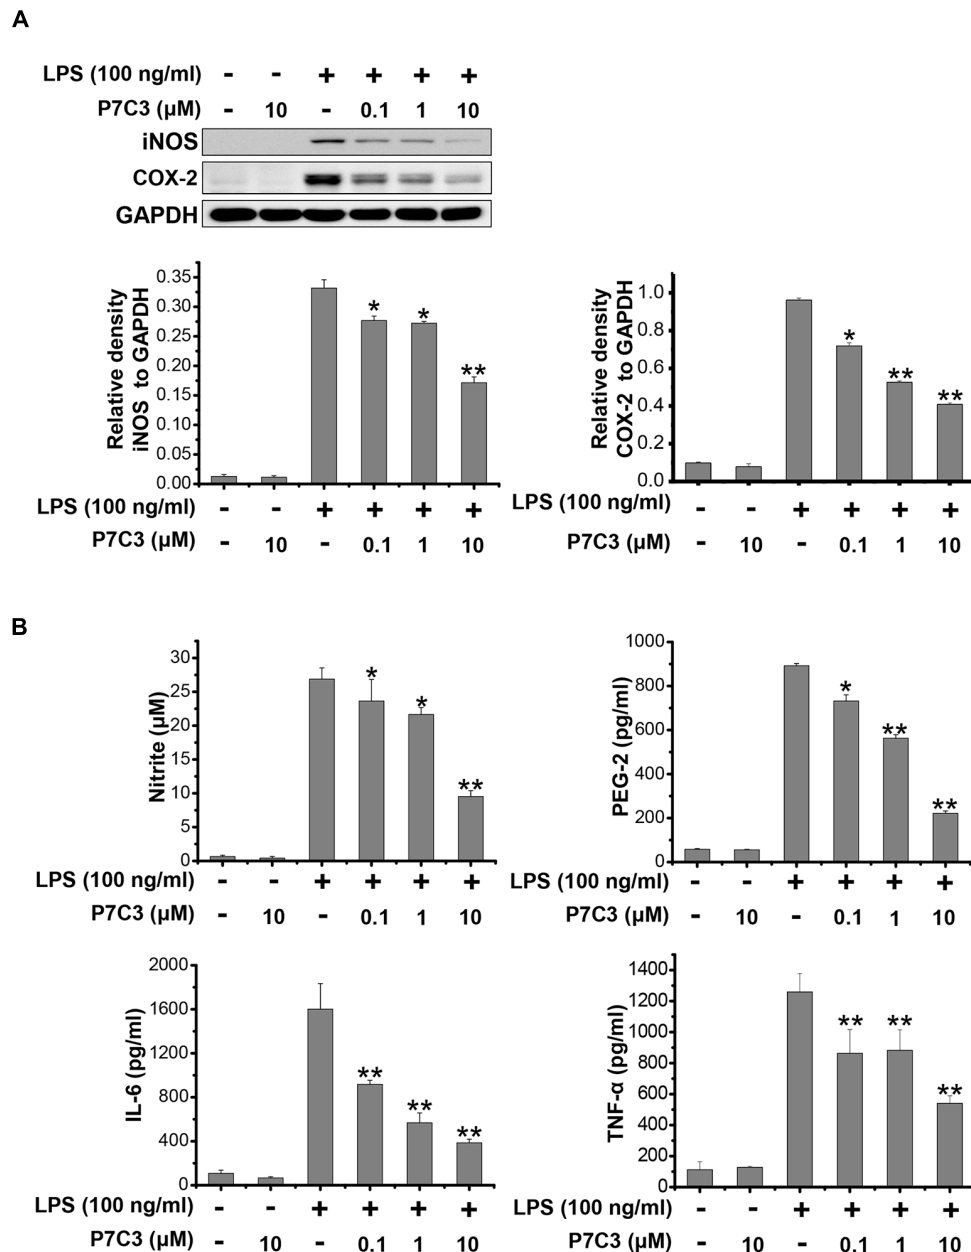 A
LPS (100 ng/ml) - - + + + +
P7C3 (µM) - 10 - 0.1 1 10
iNOS
COX-2
GAPDH
Relative density
iNOS to GAPDH
0.35
0.30
0.25
0.20
0.15
0.10
0.05
0.00
* * **
LPS (100 ng/ml) - - + + + +
P7C3 (µM) - 10 - 0.1 1 10
Relative density
COX-2 to GAPDH
1.0
0.8
0.6
0.4
0.2
0.0
* ** **
LPS (100 ng/ml) - - + + + +
P7C3 (µM) - 10 - 0.1 1 10
B
Nitrite (µM)
30
25
20
15
10
5
0
* * **
LPS (100 ng/ml) - - + + + +
P7C3 (µM) - 10 - 0.1 1 10
PEG-2 (pg/ml)
1000
800
600
400
200
0
* ** **
LPS (100 ng/ml) - - + + + +
P7C3 (µM) - 10 - 0.1 1 10
IL-6 (pg/ml)
2000
1600
1200
800
400
0
** ** **
LPS (100 ng/ml) - - + + + +
P7C3 (µM) - 10 - 0.1 1 10
TNF-α (pg/ml)
1400
1200
1000
800
600
400
200
0
** ** **
LPS (100 ng/ml) - - + + + +
P7C3 (µM) - 10 - 0.1 1 10